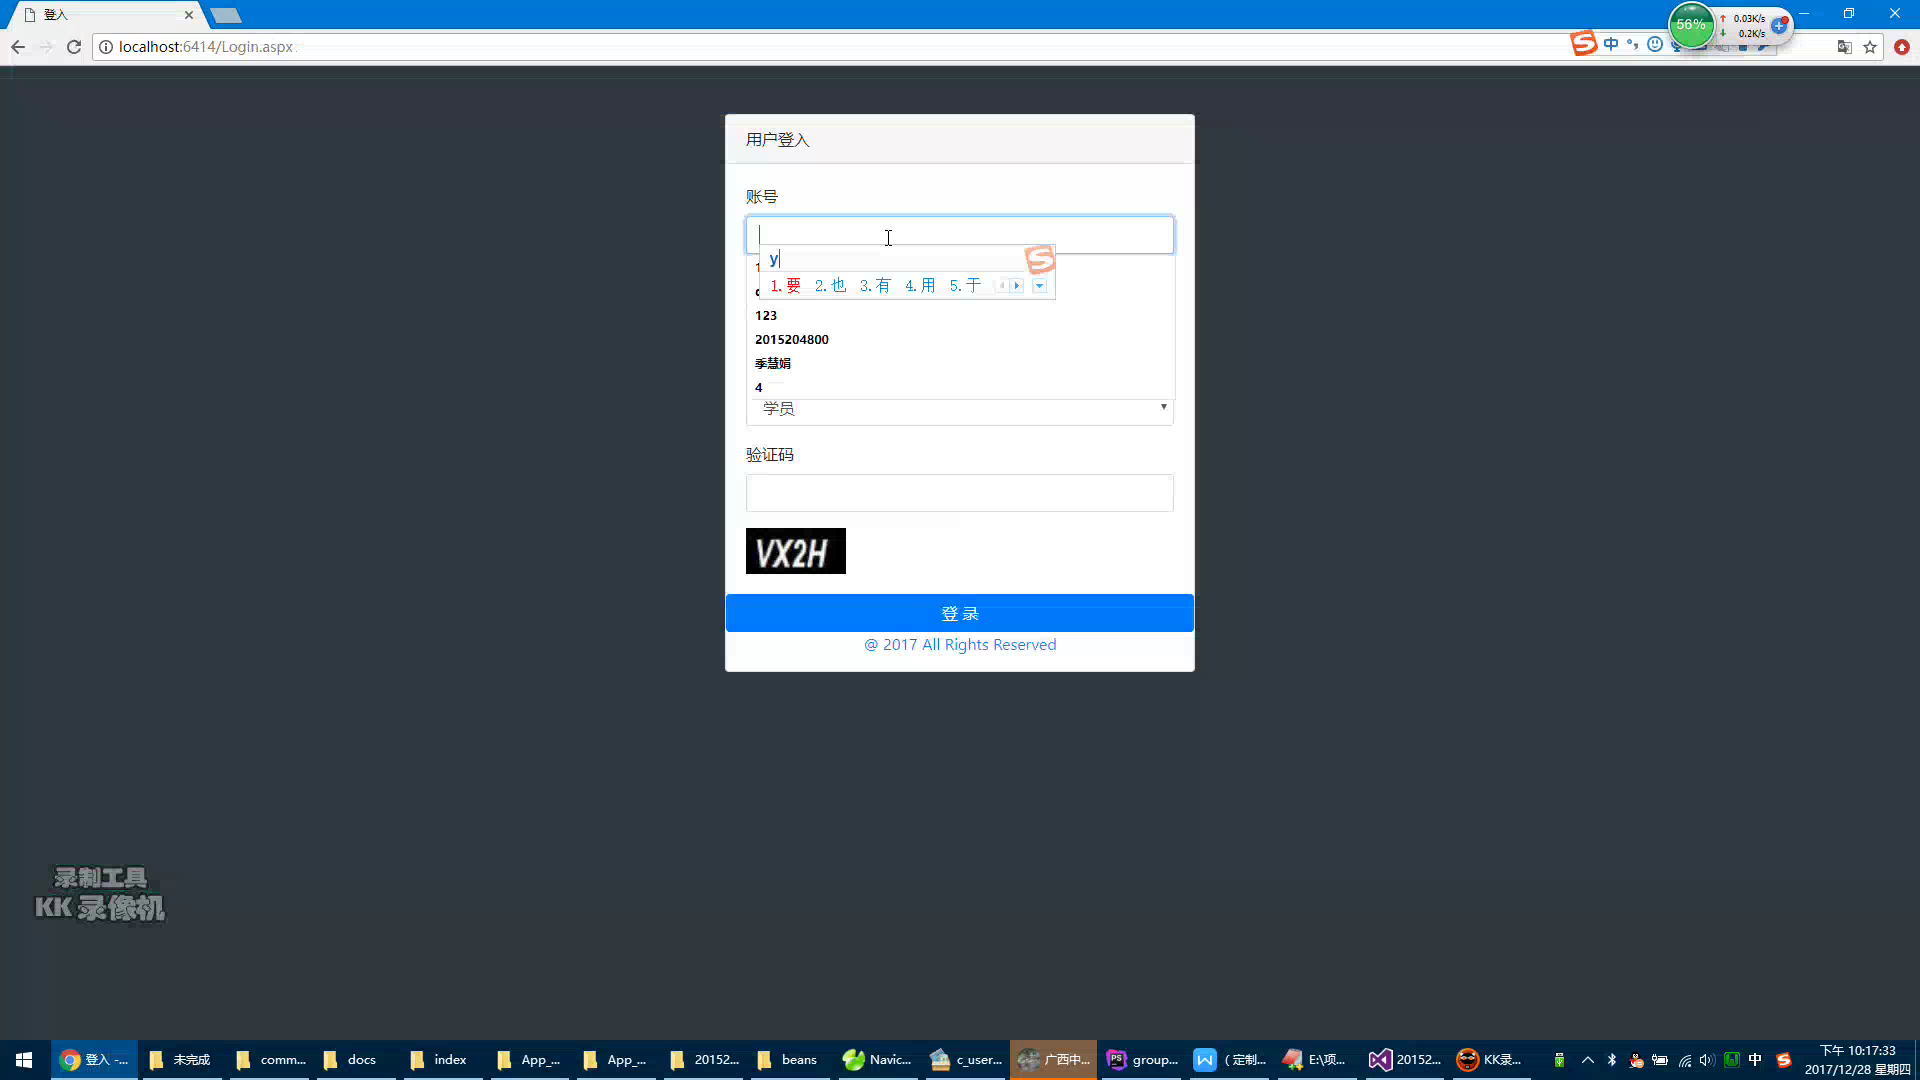 登入
localhost:6414/Login.aspx
中
56%
0.03K/s
0.2K/s
用户登入
账号
y
1.要 2.也 3.有 4.用 5.于
123
2015204800
季慧娟
4
学员
验证码
VX2H
登 录
@ 2017 All Rights Reserved
录制工具
KK 录像机
登入 -...
未完成
comm...
docs
index
App_...
App_...
20152...
beans
Navic...
c_user...
广西中...
group...
( 定制...
E:\项...
20152...
KK录...
中
下午 10:17:33
2017/12/28 星期四